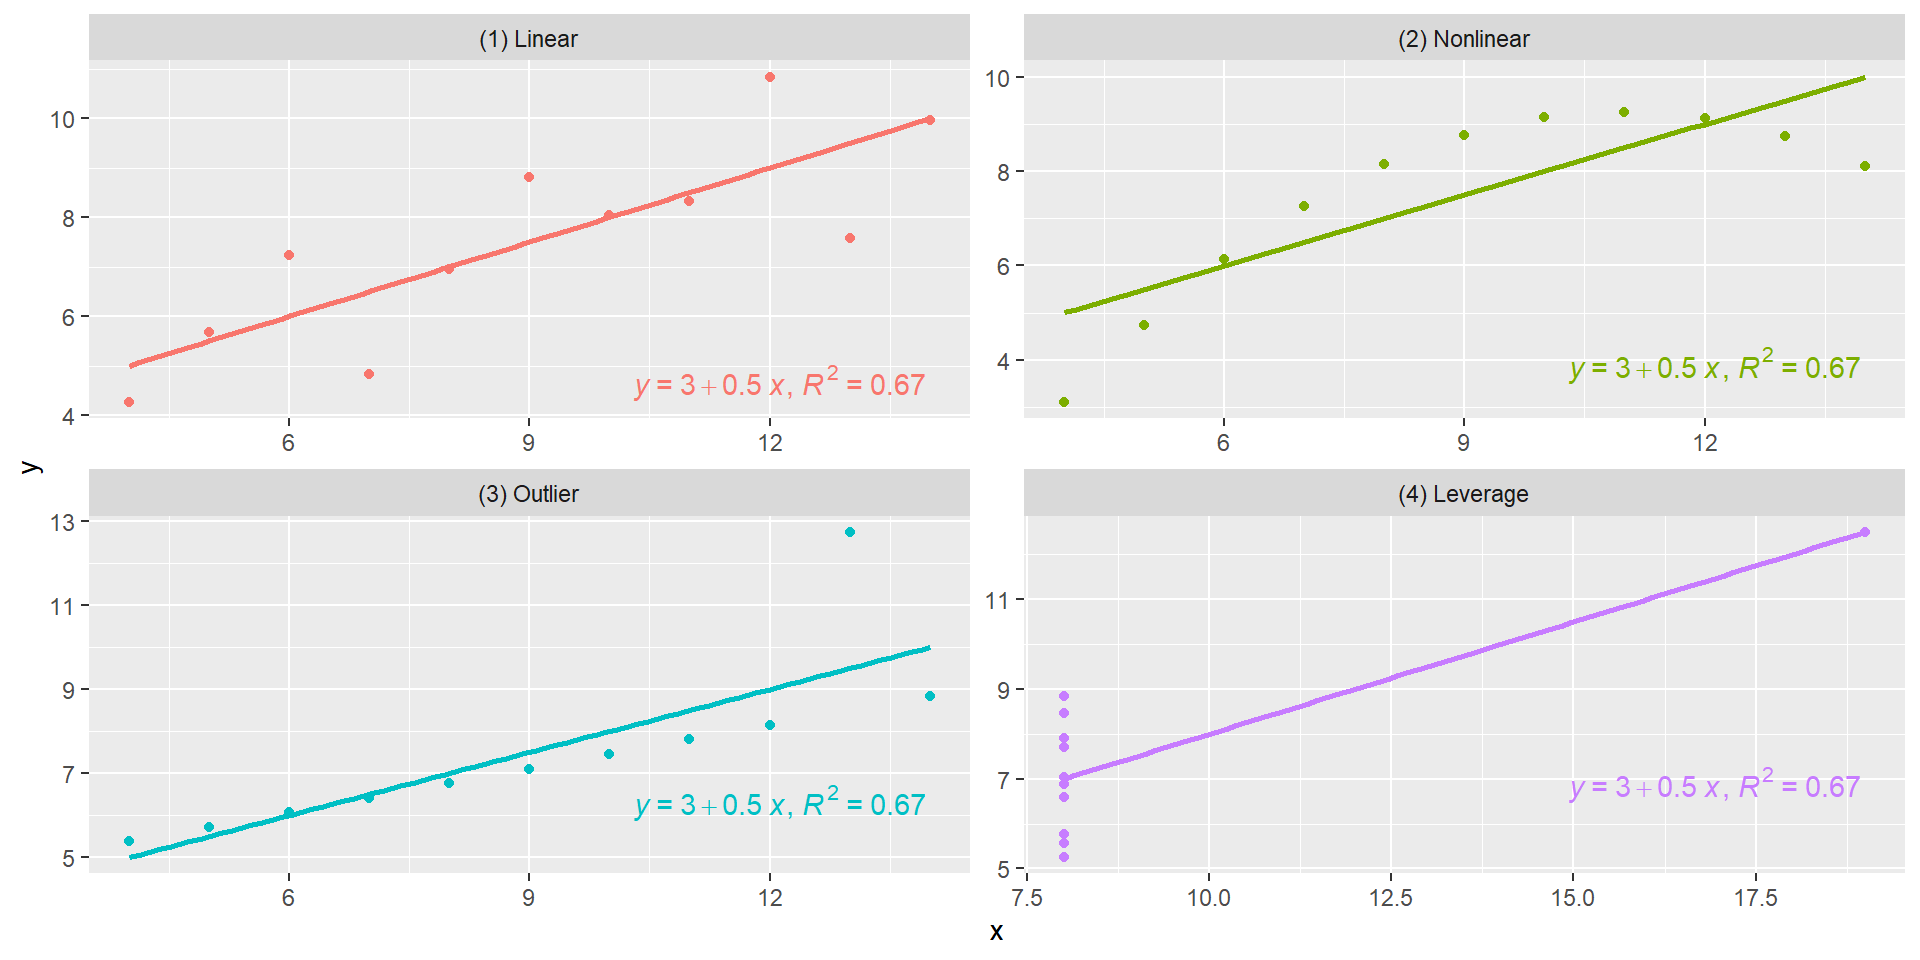 (1) Linear
(2) Nonlinear
10
8
6
4
y = 3 + 0.5 x, R² = 0.67
6 9 12
10
8
6
4
y = 3 + 0.5 x, R² = 0.67
6 9 12
y
(3) Outlier
(4) Leverage
13
11
9
7
5
y = 3 + 0.5 x, R² = 0.67
6 9 12
11
9
7
5
y = 3 + 0.5 x, R² = 0.67
7.5 10.0 12.5 15.0 17.5
x